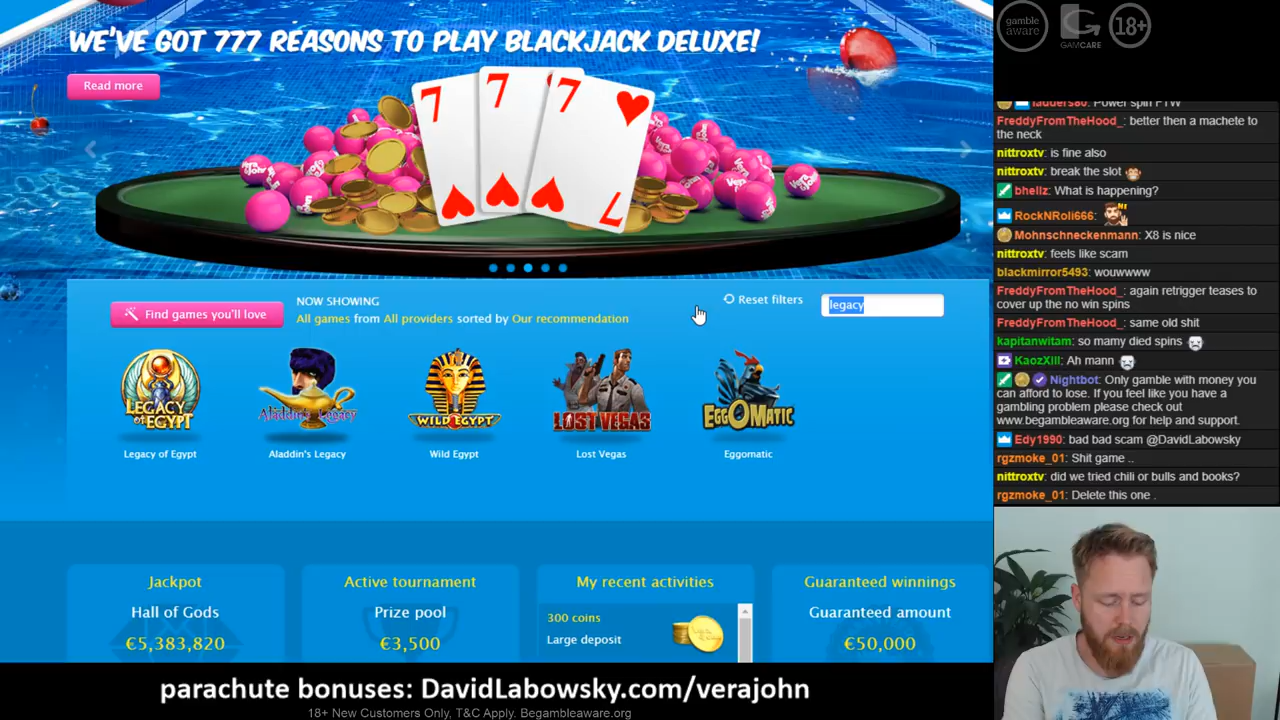 WE'VE GOT 777 REASONS TO PLAY BLACKJACK DELUXE!
Read more
7
7
7
7
Vera&John
NOW SHOWING
Find games you'll love
All games from All providers sorted by Our recommendation
Reset filters
legacy
LEGACY
of EGYPT
Aladdin's Legacy
WILD EGYPT
LOST VEGAS
EGGOMATIC
Legacy of Egypt
Aladdin's Legacy
Wild Egypt
Lost Vegas
Eggomatic
Jackpot
Hall of Gods
€5,383,820
Active tournament
Prize pool
€3,500
My recent activities
300 coins
Large deposit
Guaranteed winnings
Guaranteed amount
€50,000
parachute bonuses: DavidLabowsky.com/verajohn
18+ New Customers Only, T&C Apply. Begambleaware.org
gamble
aware
GAMCARE
18+
ladders80: Power spin FTW
FreddyFromTheHood_: better then a machete to
the neck
nittroxtv: is fine also
nittroxtv: break the slot
bhellz: What is happening?
RockNRoli666:
Mohnschneckenmann: X8 is nice
nittroxtv: feels like scam
blackmirror5493: wouwwww
FreddyFromTheHood_: again retrigger teases to
cover up the no win spins
FreddyFromTheHood_: same old shit
kapitanwitam: so mamy died spins
KaozXIII: Ah mann
Nightbot: Only gamble with money you
can afford to lose. If you feel like you have a
gambling problem please check out
www.begambleaware.org for help and support.
Edy1990: bad bad scam @DavidLabowsky
rgzmoke_01: Shit game ..
nittroxtv: did we tried chili or bulls and books?
rgzmoke_01: Delete this one .